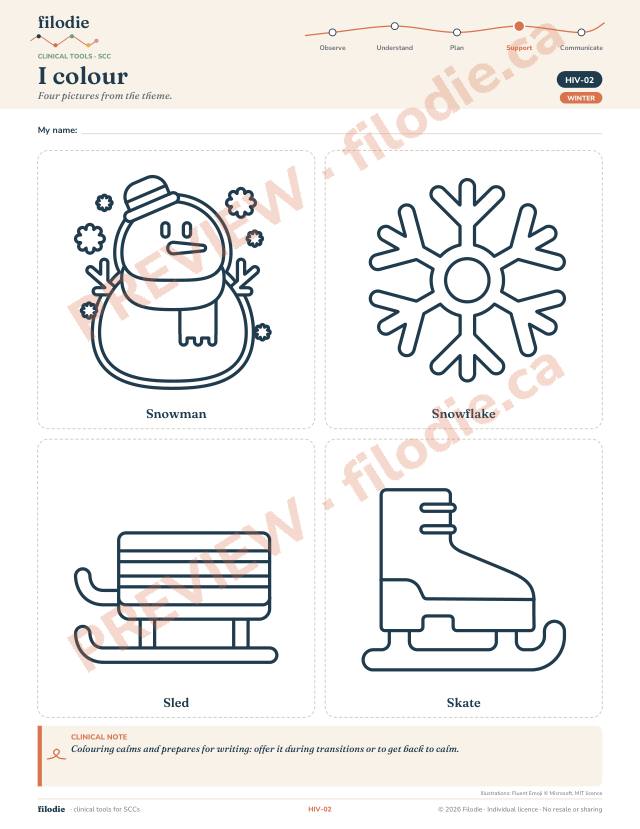 filodie
CLINICAL TOOLS · SCC
Observe Understand Plan Support Communicate
I colour
Four pictures from the theme.
HIV-02
WINTER
My name:
PREVIEW · filodie.ca
Snowman
Snowflake
PREVIEW · filodie.ca
Sled
Skate
CLINICAL NOTE
Colouring calms and prepares for writing: offer it during transitions or to get back to calm.
Illustrations: Fluent Emoji © Microsoft, MIT licence
filodie · clinical tools for SCCs HIV-02 © 2026 Filodie · Individual licence · No resale or sharing